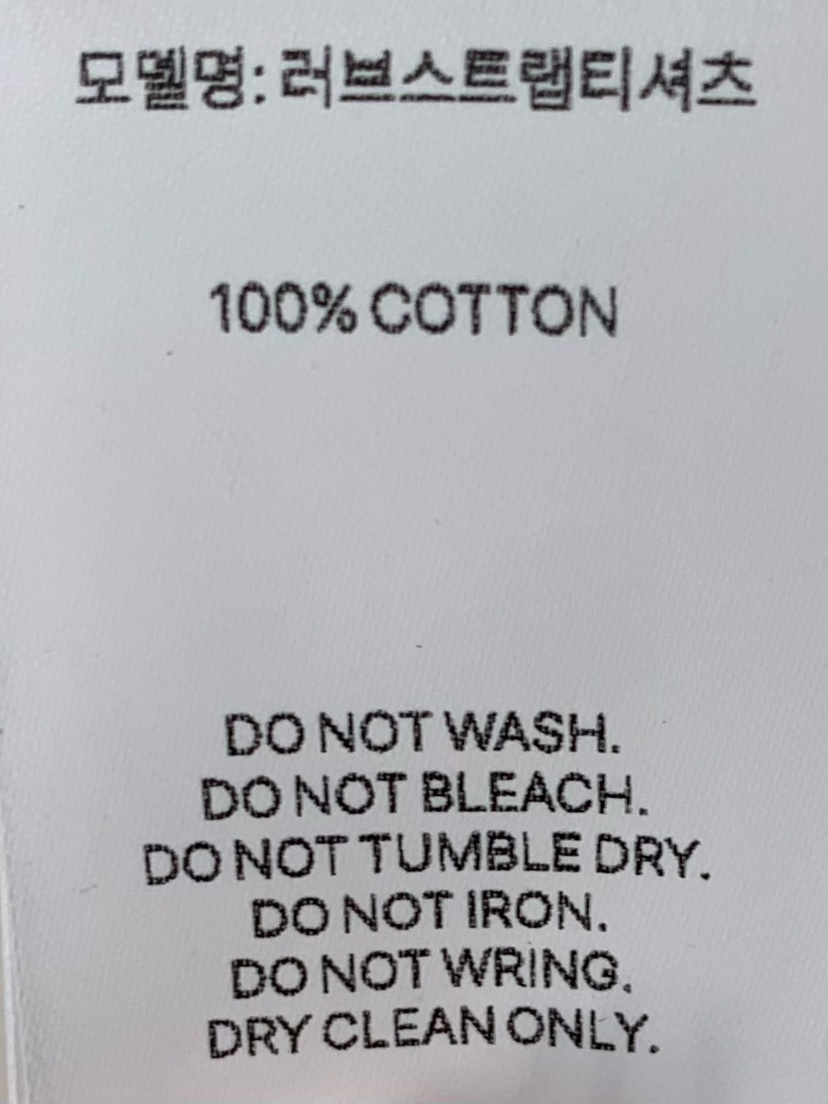 모델명: 러브스트랩티셔츠
100% COTTON
DO NOT WASH.
DO NOT BLEACH.
DO NOT TUMBLE DRY.
DO NOT IRON.
DO NOT WRING.
DRY CLEAN ONLY.